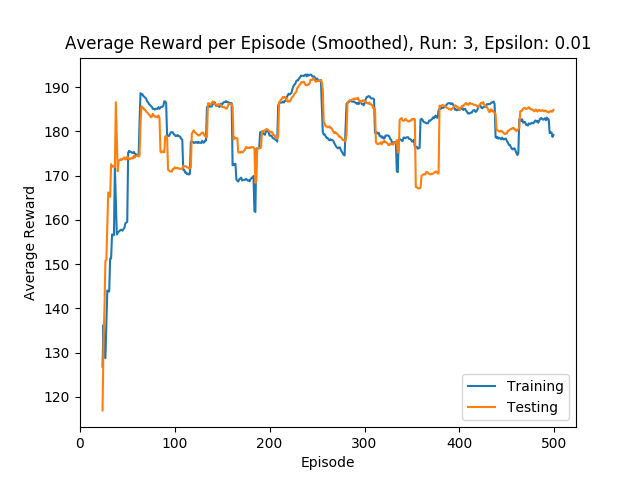 Average Reward per Episode (Smoothed), Run: 3, Epsilon: 0.01
Average Reward
190
180
170
160
150
140
130
120
0
100
200
300
400
500
Episode
Training
Testing